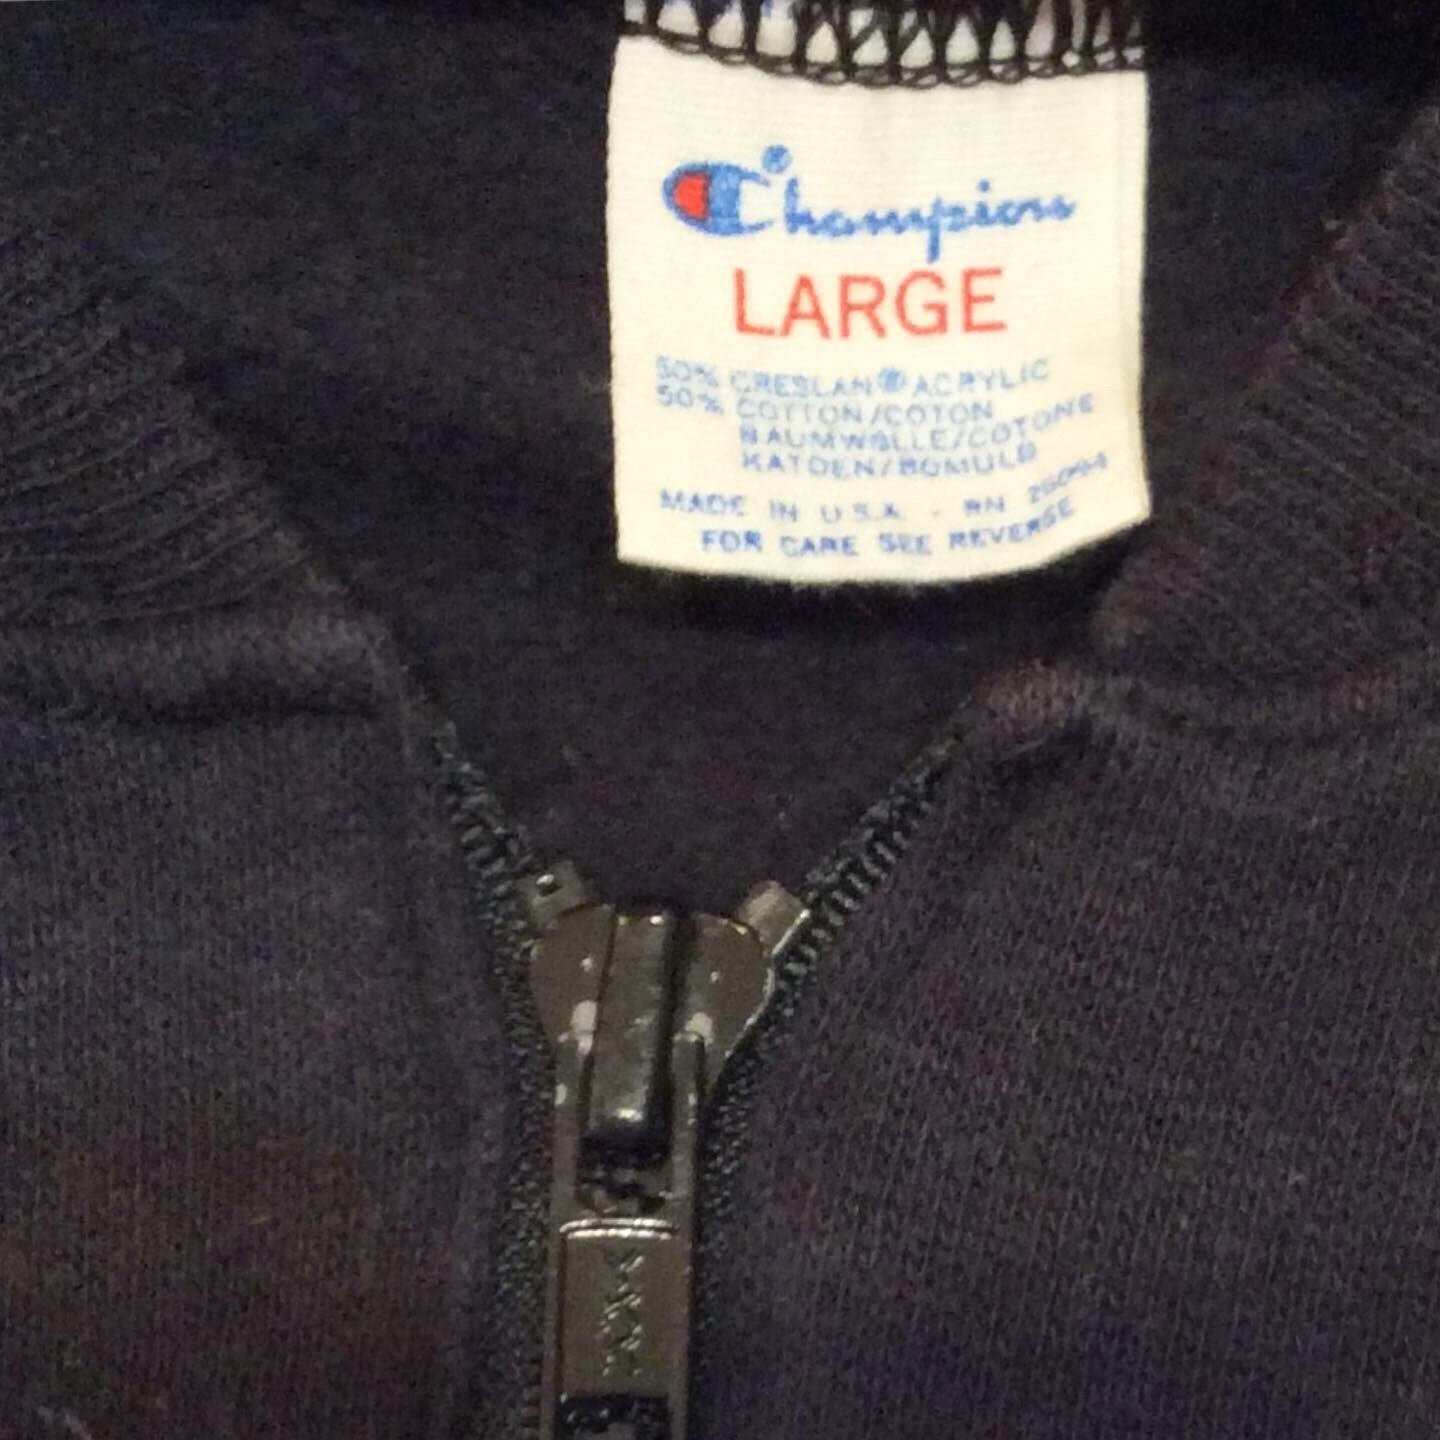 Champion®
LARGE
50% CRESLAN® ACRYLIC
50% COTTON/COTON
BAUMWOLLE/COTONE
KATOEN/BOMULD
MADE IN U.S.A. - RN 26094
FOR CARE SEE REVERSE
YKK